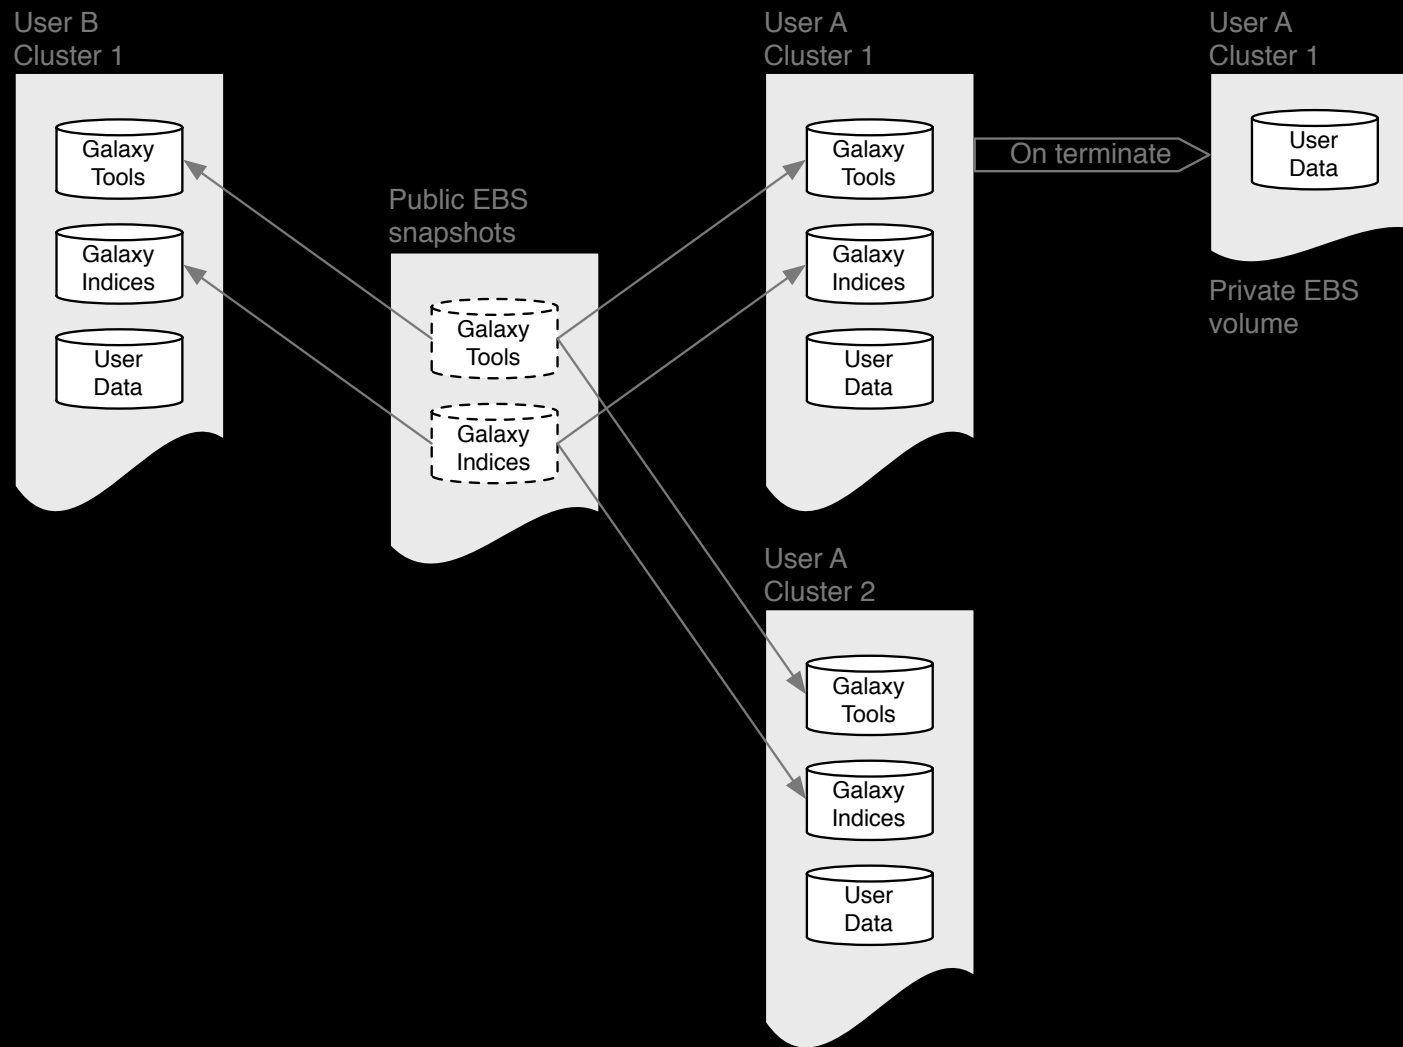 User B
Cluster 1
Galaxy
Tools
Galaxy
Indices
User
Data
Public EBS
snapshots
Galaxy
Tools
Galaxy
Indices
User A
Cluster 1
Galaxy
Tools
Galaxy
Indices
User
Data
On terminate
User A
Cluster 1
User
Data
Private EBS
volume
User A
Cluster 2
Galaxy
Tools
Galaxy
Indices
User
Data